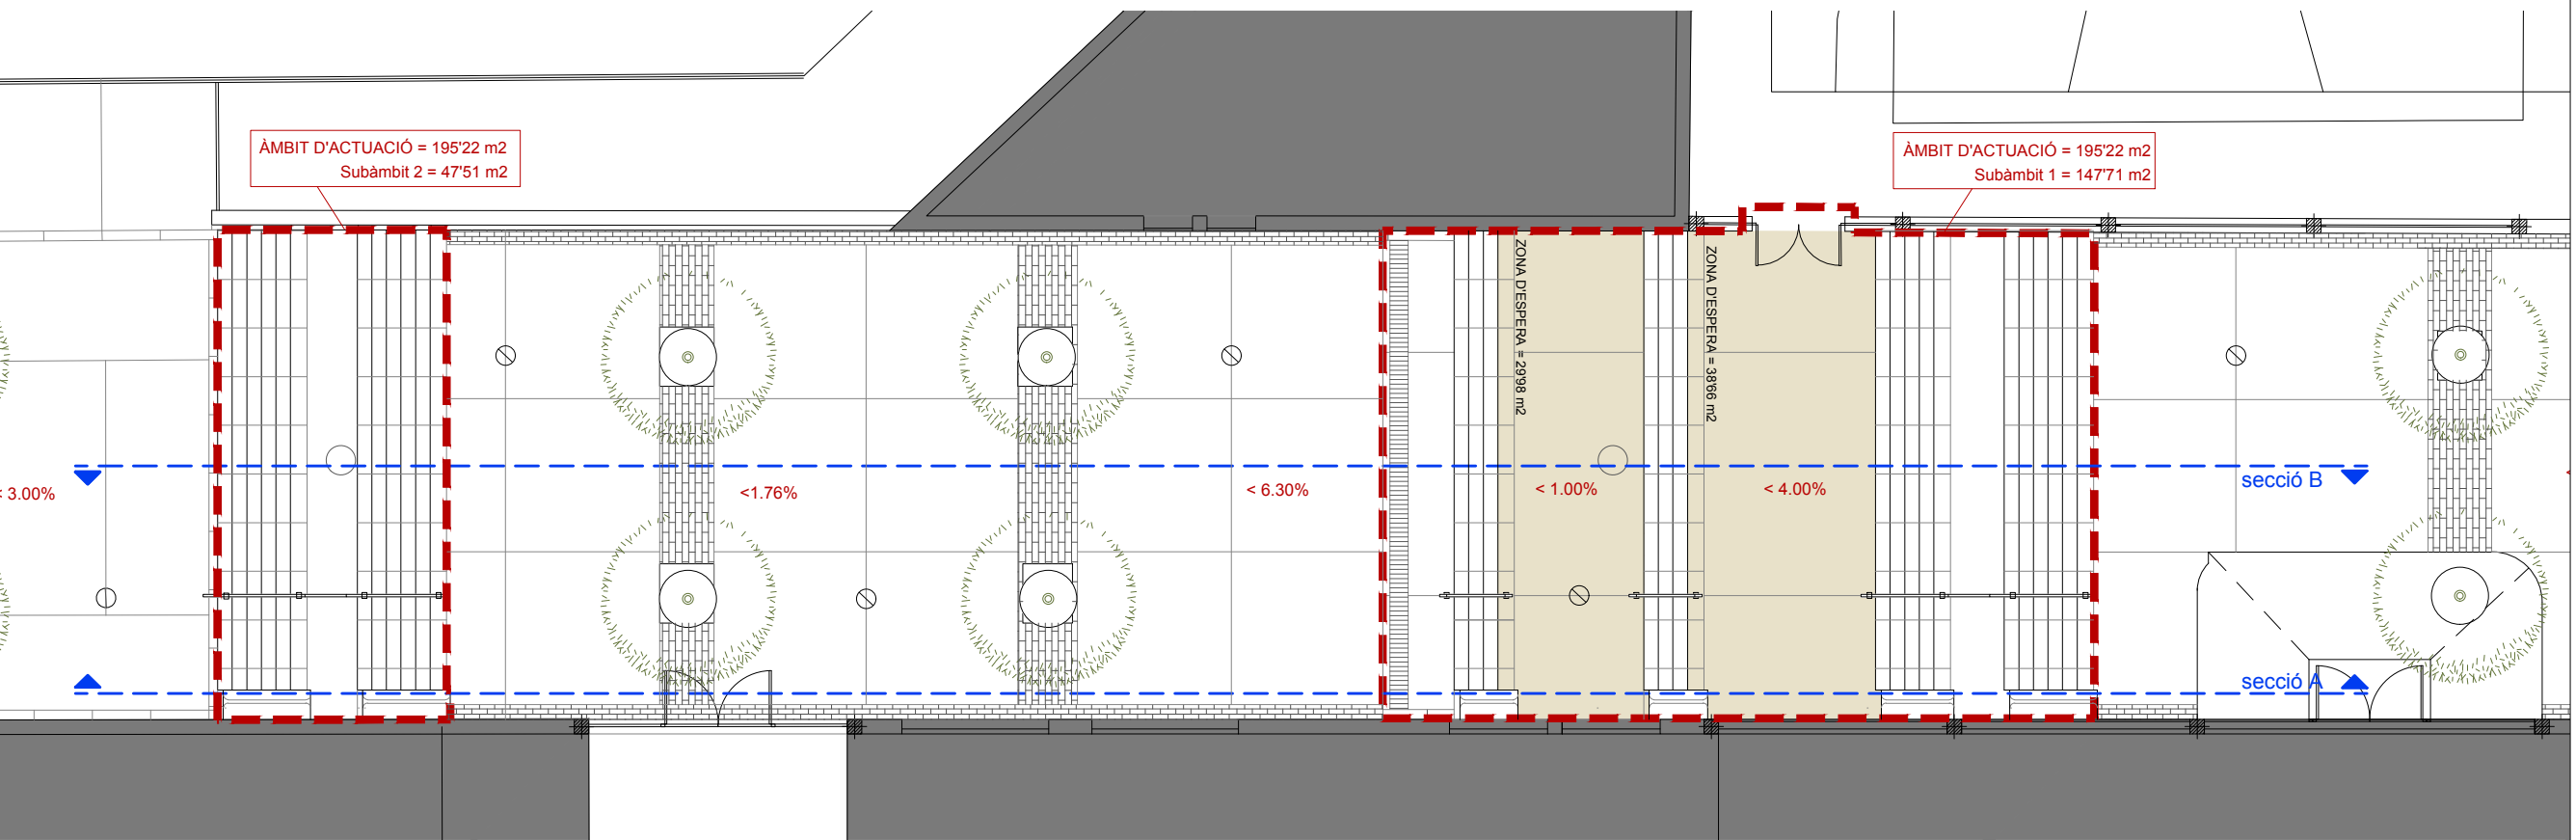 ÀMBIT D'ACTUACIÓ = 195'22 m2
Subàmbit 2 = 47'51 m2
ÀMBIT D'ACTUACIÓ = 195'22 m2
Subàmbit 1 = 147'71 m2
ZONA D'ESPERA = 29'98 m2
ZONA D'ESPERA = 38'66 m2
< 3.00%
<1.76%
< 6.30%
< 1.00%
< 4.00%
secció B
secció A